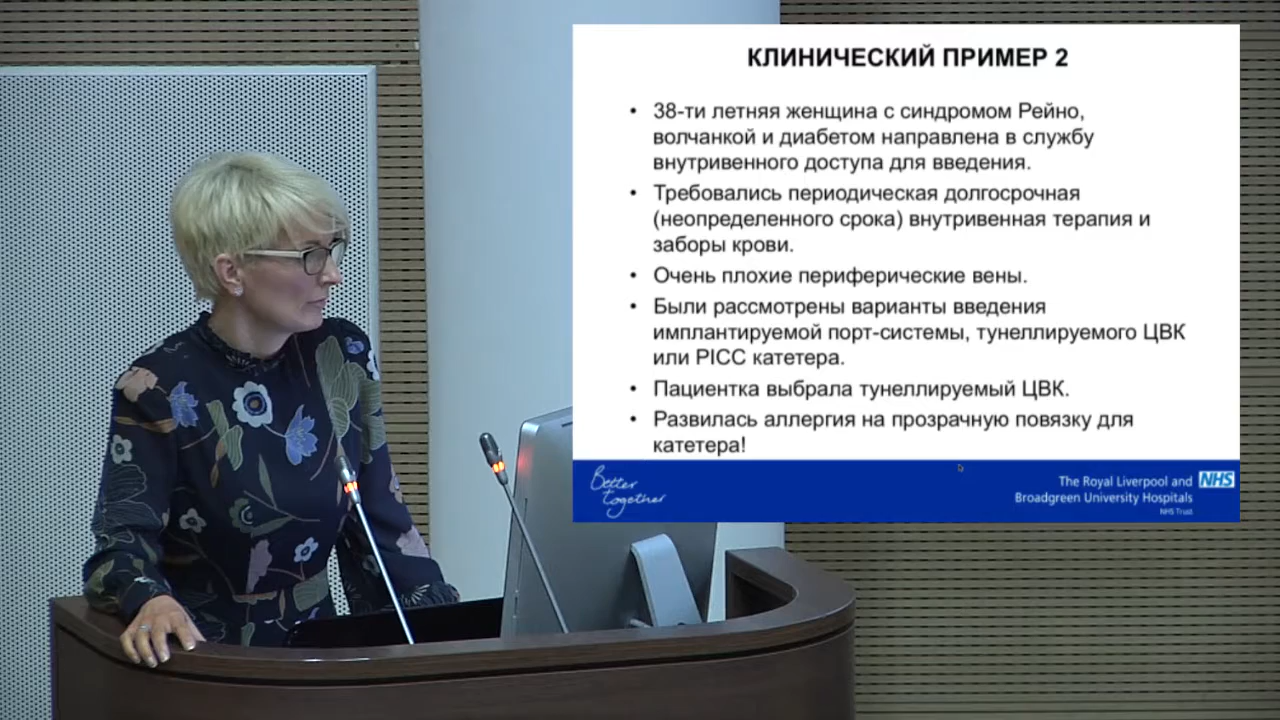 КЛИНИЧЕСКИЙ ПРИМЕР 2
• 38-ти летняя женщина с синдромом Рейно,
волчанкой и диабетом направлена в службу
внутривенного доступа для введения.
• Требовались периодическая долгосрочная
(неопределенного срока) внутривенная терапия и
заборы крови.
• Очень плохие периферические вены.
• Были рассмотрены варианты введения
имплантируемой порт-системы, тунеллируемого ЦВК
или PICC катетера.
• Пациентка выбрала тунеллируемый ЦВК.
• Развилась аллергия на прозрачную повязку для
катетера!
Better
together
The Royal Liverpool and NHS
Broadgreen University Hospitals
NHS Trust